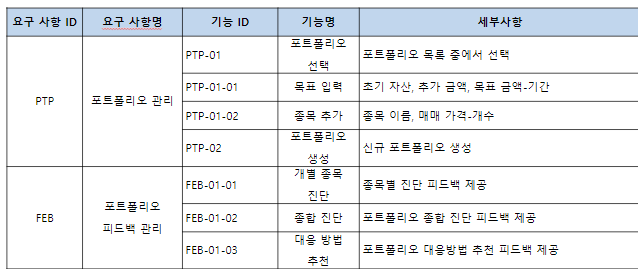 요구 사항 ID 요구 사항명 기능 ID 기능명 세부사항
PTP 포트폴리오 관리 PTP-01 포트폴리오 선택 포트폴리오 목록 중에서 선택
PTP-01-01 목표 입력 초기 자산, 추가 금액, 목표 금액-기간
PTP-01-02 종목 추가 종목 이름, 매매 가격-개수
PTP-02 포트폴리오 생성 신규 포트폴리오 생성
FEB 포트폴리오 피드백 관리 FEB-01-01 개별 종목 진단 종목별 진단 피드백 제공
FEB-01-02 종합 진단 포트폴리오 종합 진단 피드백 제공
FEB-01-03 대응 방법 추천 포트폴리오 대응방법 추천 피드백 제공